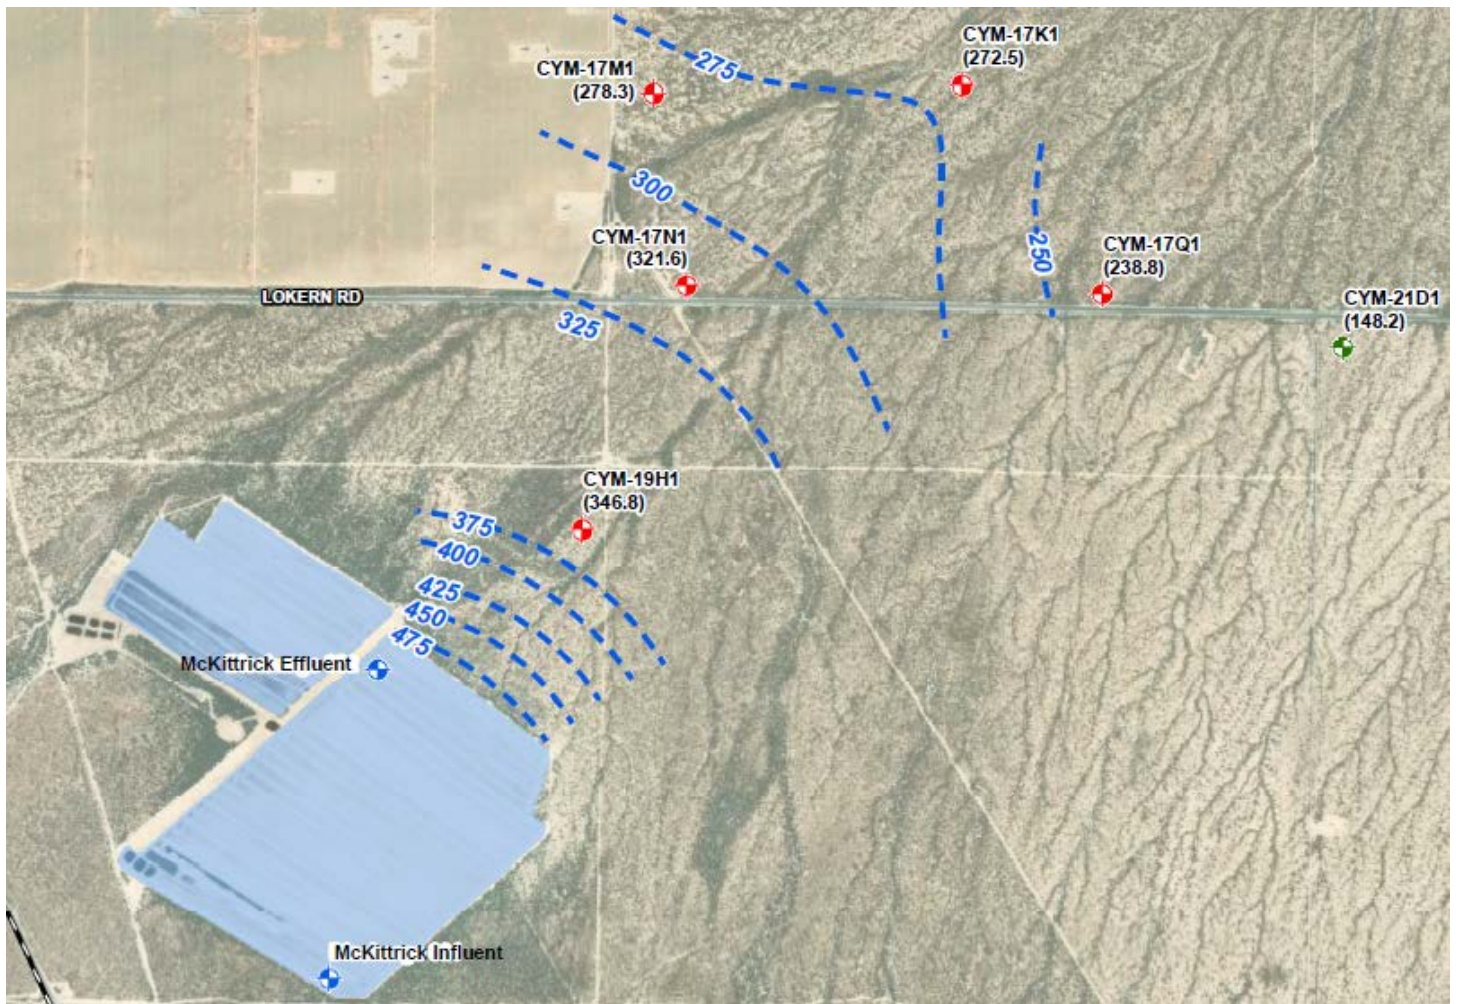 CYM-17K1
(272.5)
275
CYM-17M1
(278.3)
300
CYM-17N1
(321.6)
250
CYM-17Q1
(238.8)
LOKERN RD
CYM-21D1
(148.2)
325
CYM-19H1
(346.8)
375
400
425
450
475
McKittrick Effluent
McKittrick Influent